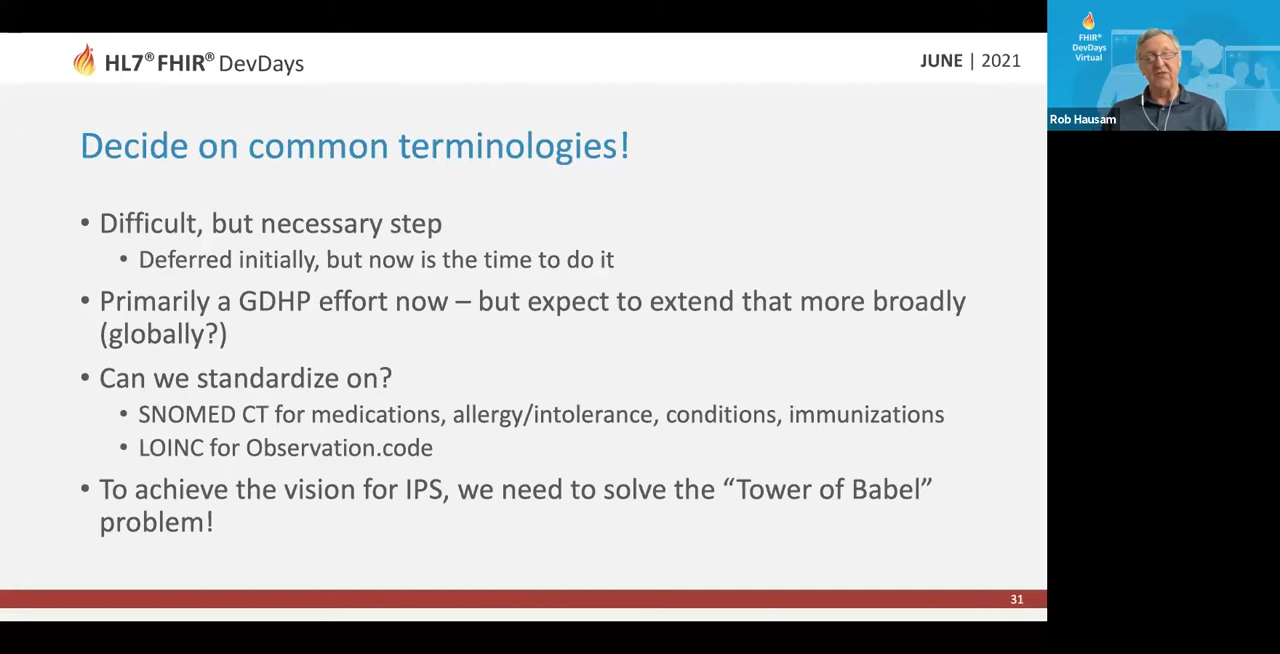 HL7® FHIR® DevDays
JUNE | 2021
Decide on common terminologies!
• Difficult, but necessary step
• Deferred initially, but now is the time to do it
• Primarily a GDHP effort now – but expect to extend that more broadly
(globally?)
• Can we standardize on?
• SNOMED CT for medications, allergy/intolerance, conditions, immunizations
• LOINC for Observation.code
• To achieve the vision for IPS, we need to solve the “Tower of Babel”
problem!
31
FHIR®
DevDays
Virtual
Rob Hausam